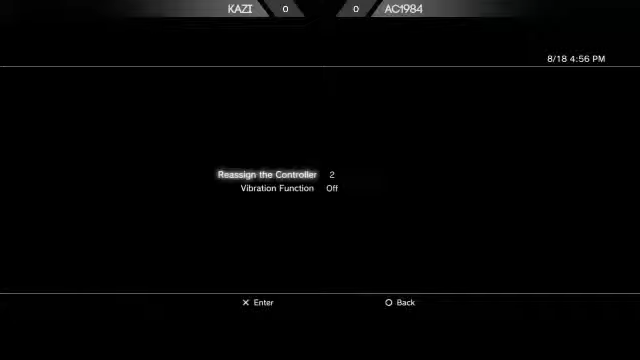 KAZI 0 0 AC1984
8/18 4:56 PM
Reassign the Controller 2
Vibration Function Off
Enter Back